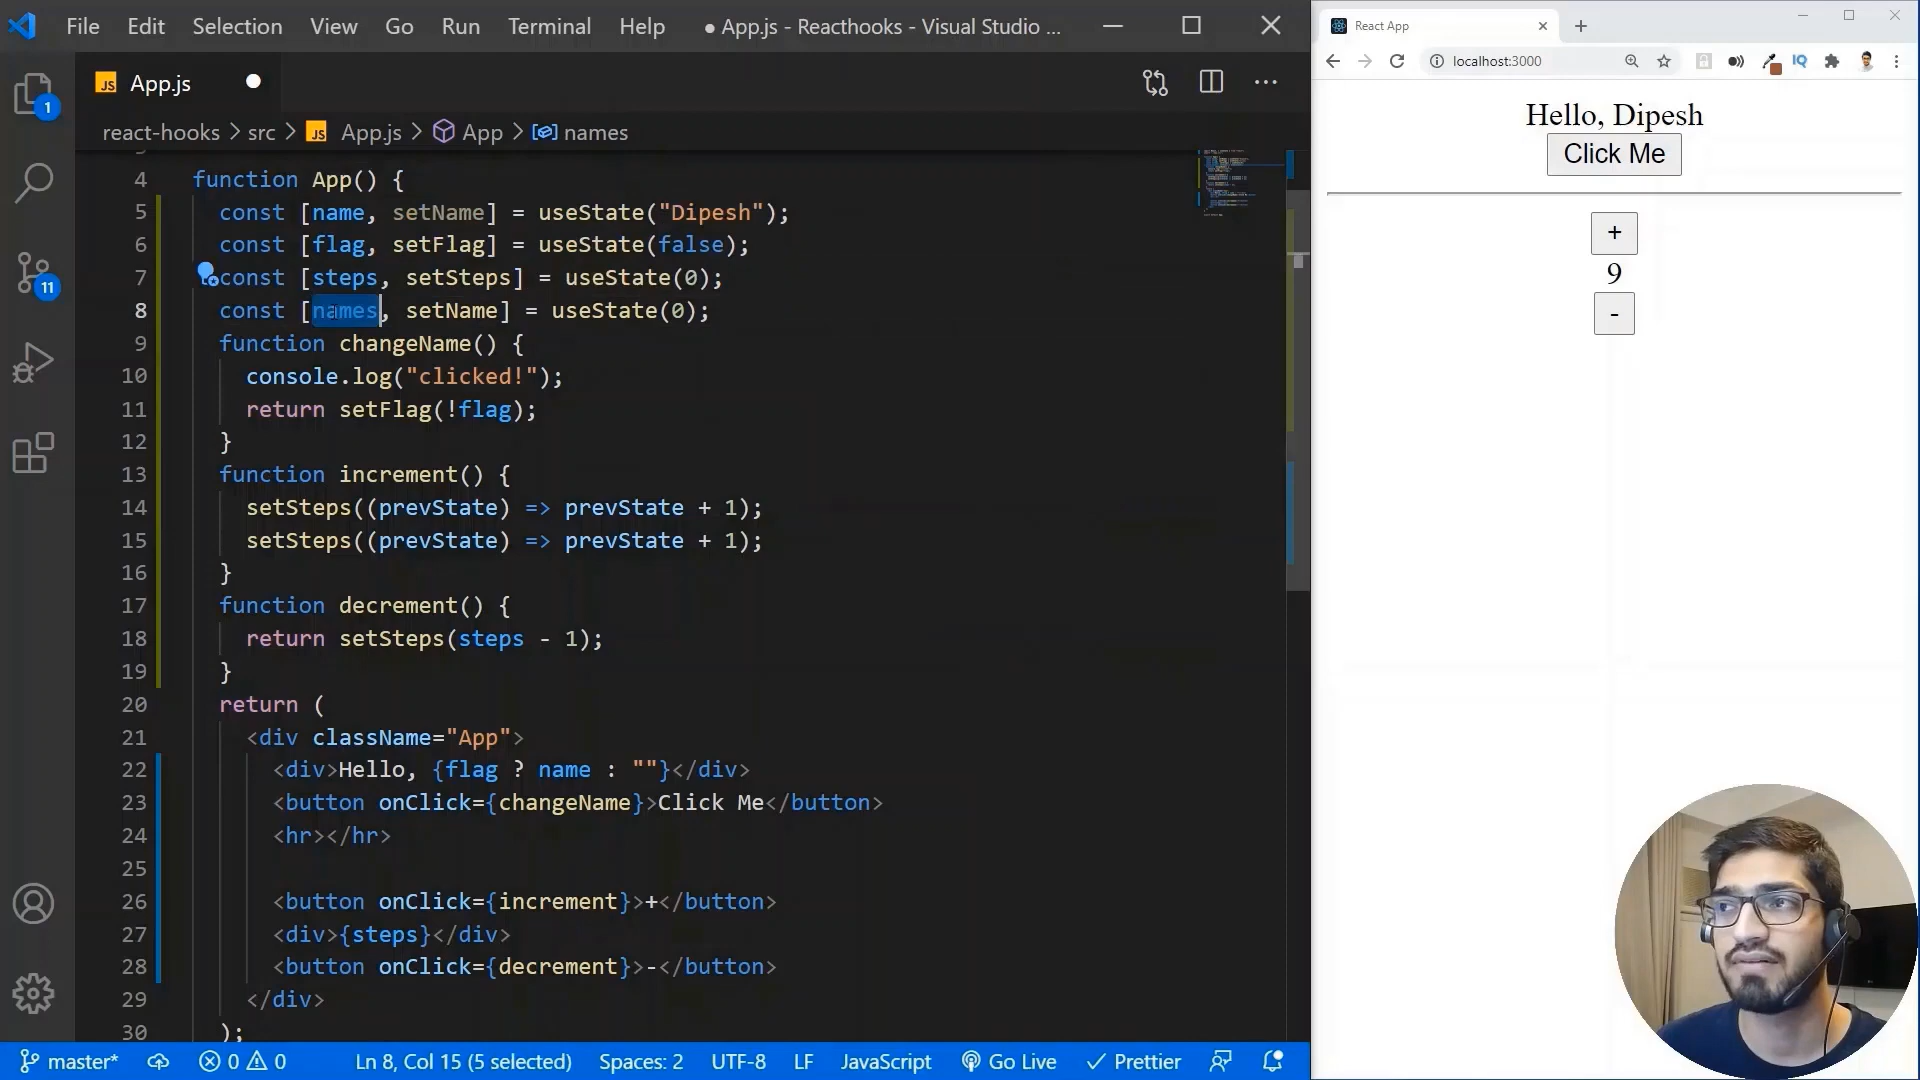 File Edit Selection View Go Run Terminal Help ● App.js - Reacthooks - Visual Studio ...
JS App.js
react-hooks > src > JS App.js > App > names
4 function App() {
5 const [name, setName] = useState("Dipesh");
6 const [flag, setFlag] = useState(false);
7 const [steps, setSteps] = useState(0);
8 const [names, setName] = useState(0);
9 function changeName() {
10 console.log("clicked!");
11 return setFlag(!flag);
12 }
13 function increment() {
14 setSteps((prevState) => prevState + 1);
15 setSteps((prevState) => prevState + 1);
16 }
17 function decrement() {
18 return setSteps(steps - 1);
19 }
20 return (
21 <div className="App">
22 <div>Hello, {flag ? name : ""}</div>
23 <button onClick={changeName}>Click Me</button>
24 <hr></hr>
25
26 <button onClick={increment}>+</button>
27 <div>{steps}</div>
28 <button onClick={decrement}>-</button>
29 </div>
30 );
1
11
master* 0 0 Ln 8, Col 15 (5 selected) Spaces: 2 UTF-8 LF JavaScript Go Live Prettier
React App
localhost:3000
IQ
Hello, Dipesh
Click Me
+
9
-